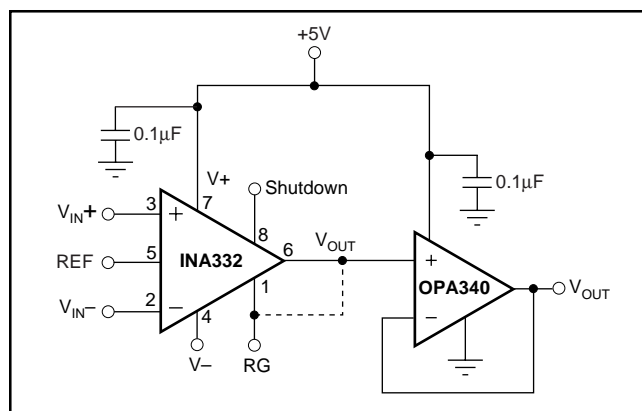 +5V
0.1μF
V+
Shutdown
0.1μF
VIN+
3
+
7
8
REF
5
INA332
6
VOUT
VIN–
2
–
4
1
V–
RG
+
OPA340
–
VOUT